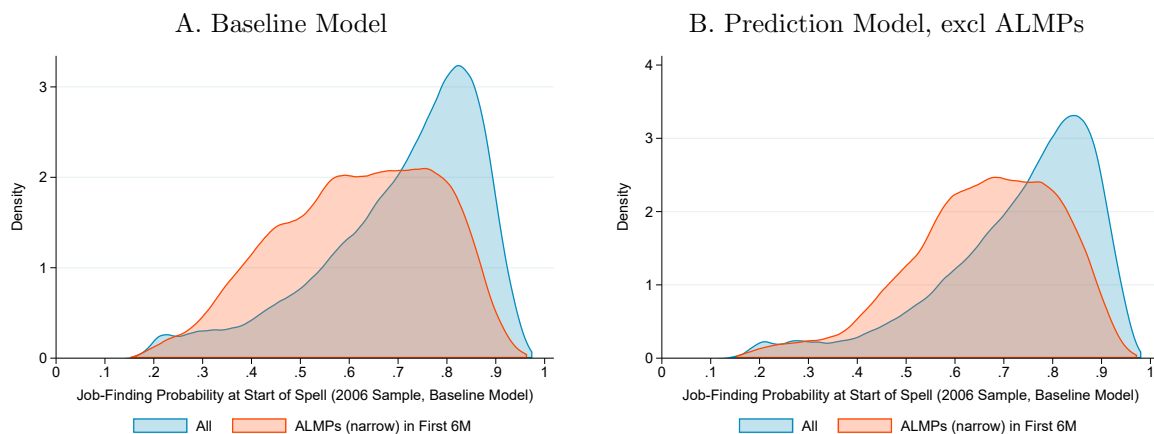 A. Baseline Model
3
2
1
0
Density
0 .1 .2 .3 .4 .5 .6 .7 .8 .9 1
Job-Finding Probability at Start of Spell (2006 Sample, Baseline Model)
All ALMPs (narrow) in First 6M
B. Prediction Model, excl ALMPs
4
3
2
1
0
Density
0 .1 .2 .3 .4 .5 .6 .7 .8 .9 1
Job-Finding Probability at Start of Spell (2006 Sample, Baseline Model)
All ALMPs (narrow) in First 6M